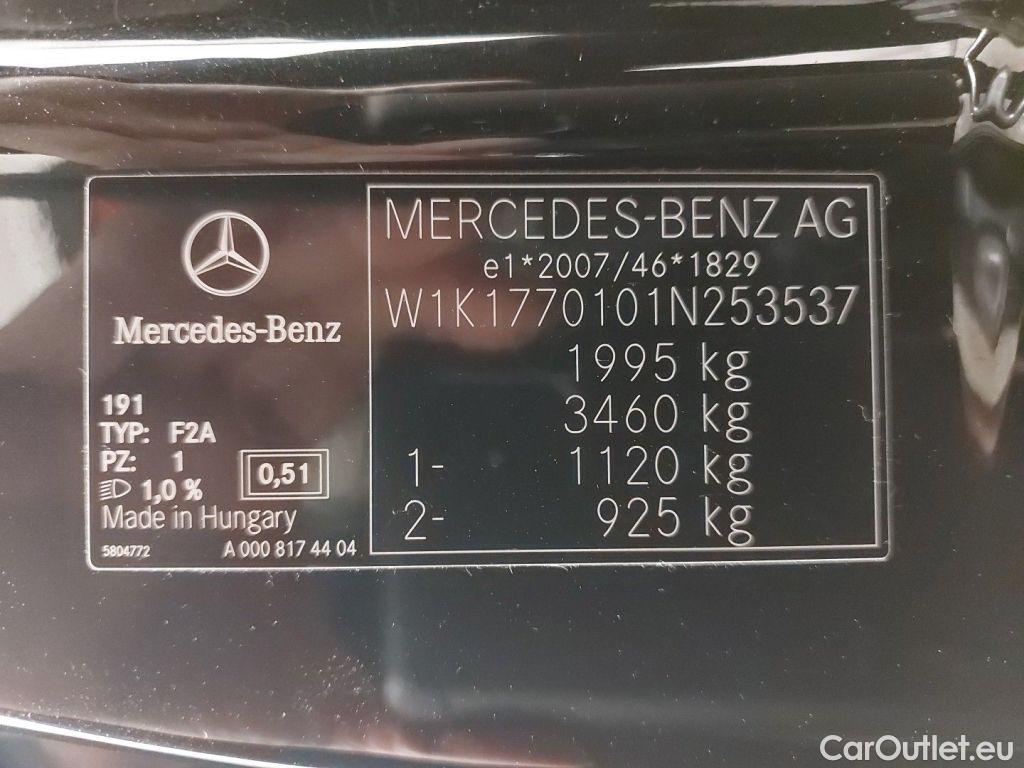 Mercedes-Benz
191
TYP: F2A
PZ: 1
1,0 %
0,51
Made in Hungary
5804772 A 000 817 44 04
MERCEDES-BENZ AG
e1*2007/46*1829
W1K1770101N253537
1995 kg
3460 kg
1- 1120 kg
2- 925 kg
CarOutlet.eu